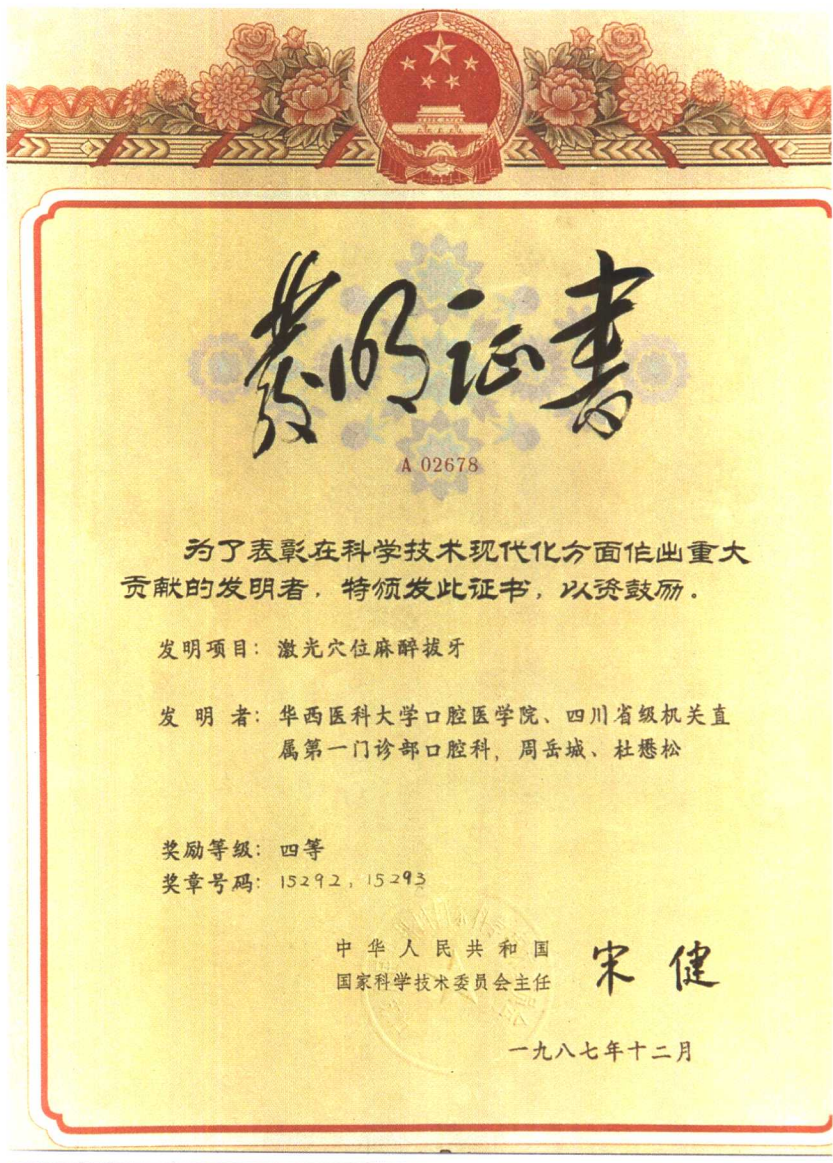 發明证书
A 02678
为了表彰在科学技术现代化方面作出重大
贡献的发明者，特颁发此证书，以资鼓励。
发明项目：激光穴位麻醉拔牙
发明者：华西医科大学口腔医学院、四川省级机关直
属第一门诊部口腔科，周岳城、杜懋松
奖励等级：四等
奖章号码：15292，15293
中华人民共和国
国家科学技术委员会主任 宋健
一九八七年十二月